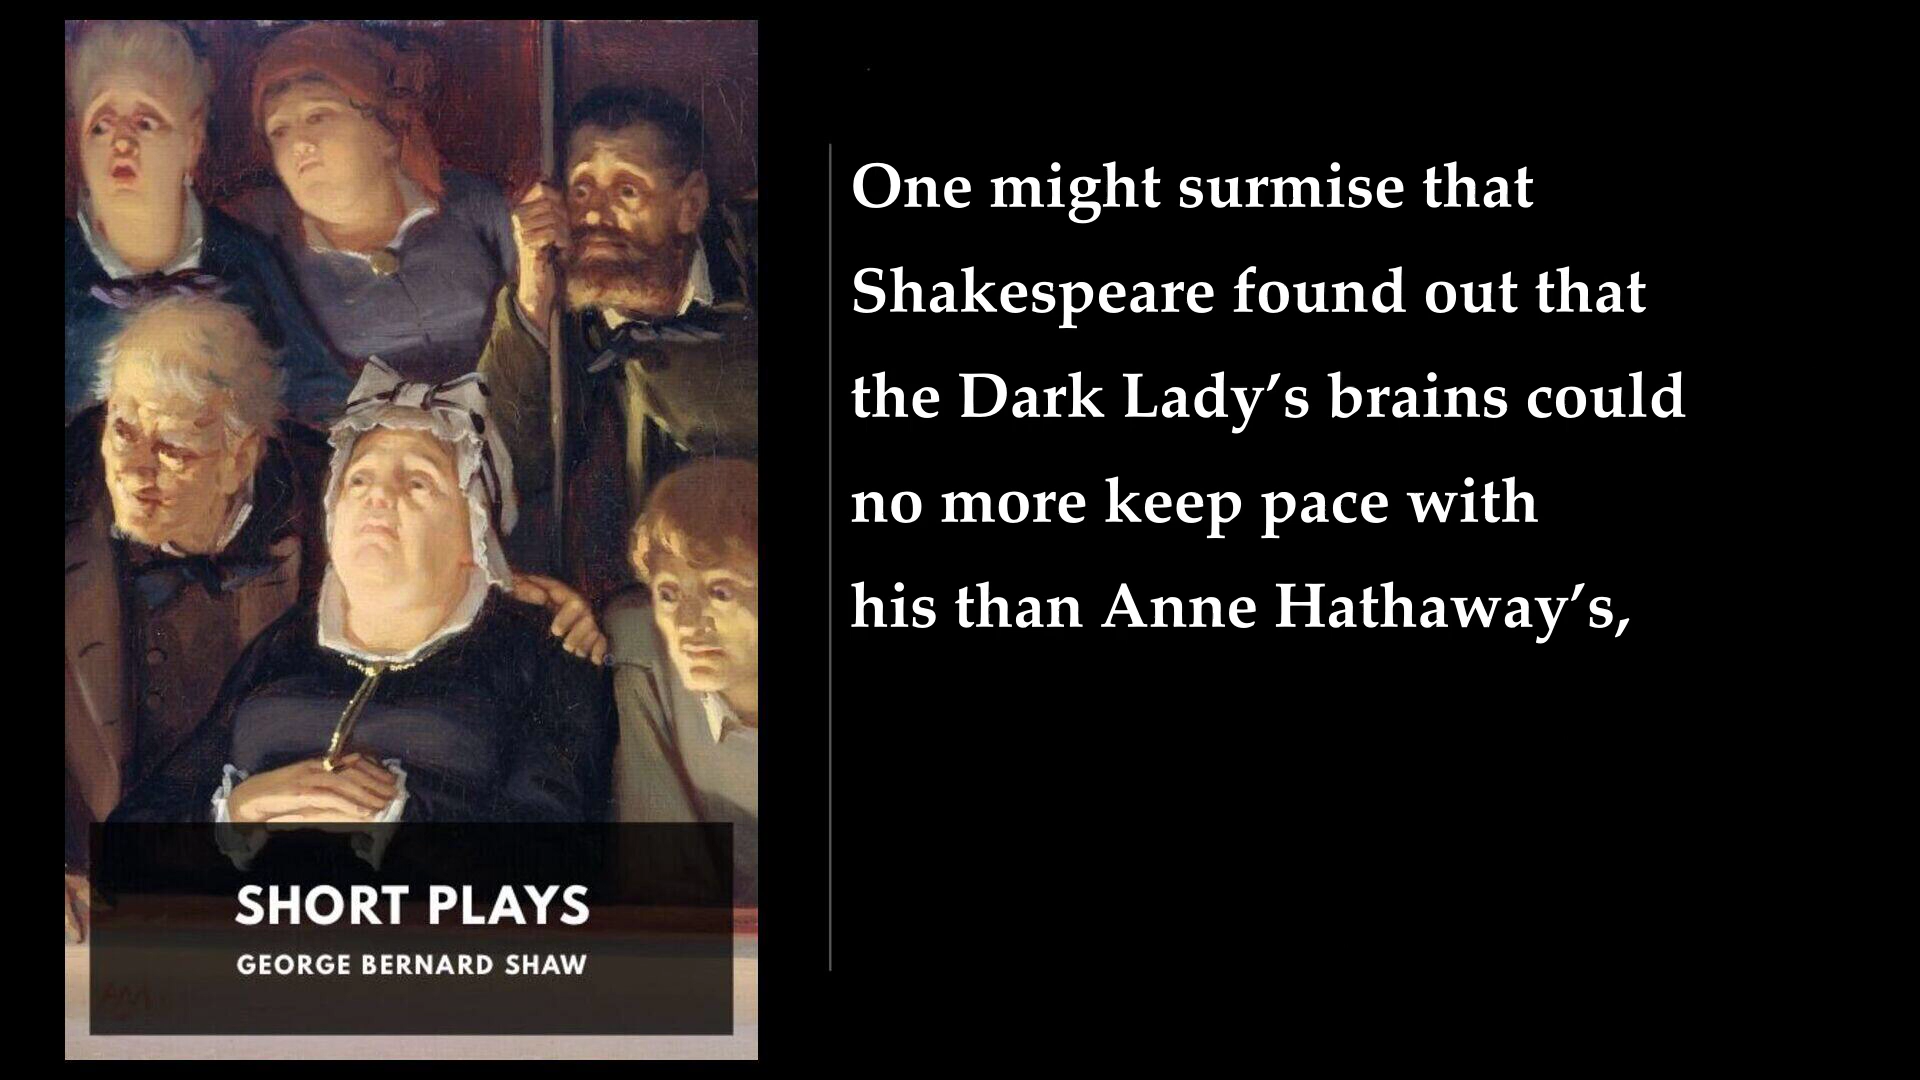 One might surmise that
Shakespeare found out that
the Dark Lady’s brains could
no more keep pace with
his than Anne Hathaway’s,
SHORT PLAYS
GEORGE BERNARD SHAW